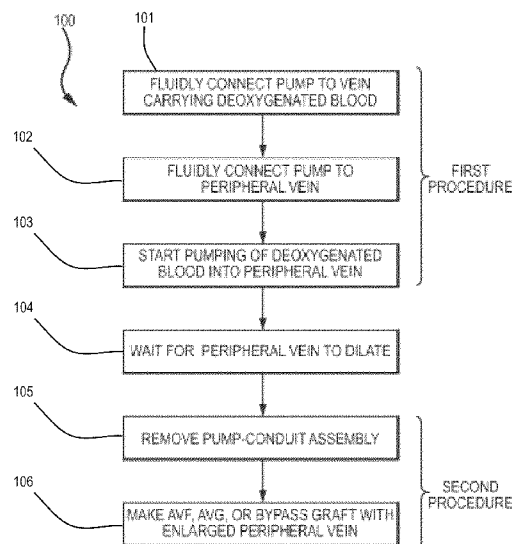 100
101
FLUIDLY CONNECT PUMP TO VEIN
CARRYING DEOXYGENATED BLOOD
102
FLUIDLY CONNECT PUMP TO
PERIPHERAL VEIN
FIRST
PROCEDURE
103
START PUMPING OF DEOXYGENATED
BLOOD INTO PERIPHERAL VEIN
104
WAIT FOR PERIPHERAL VEIN TO DILATE
105
REMOVE PUMP-CONDUIT ASSEMBLY
SECOND
PROCEDURE
106
MAKE AVF, AVG, OR BYPASS GRAFT WITH
ENLARGED PERIPHERAL VEIN